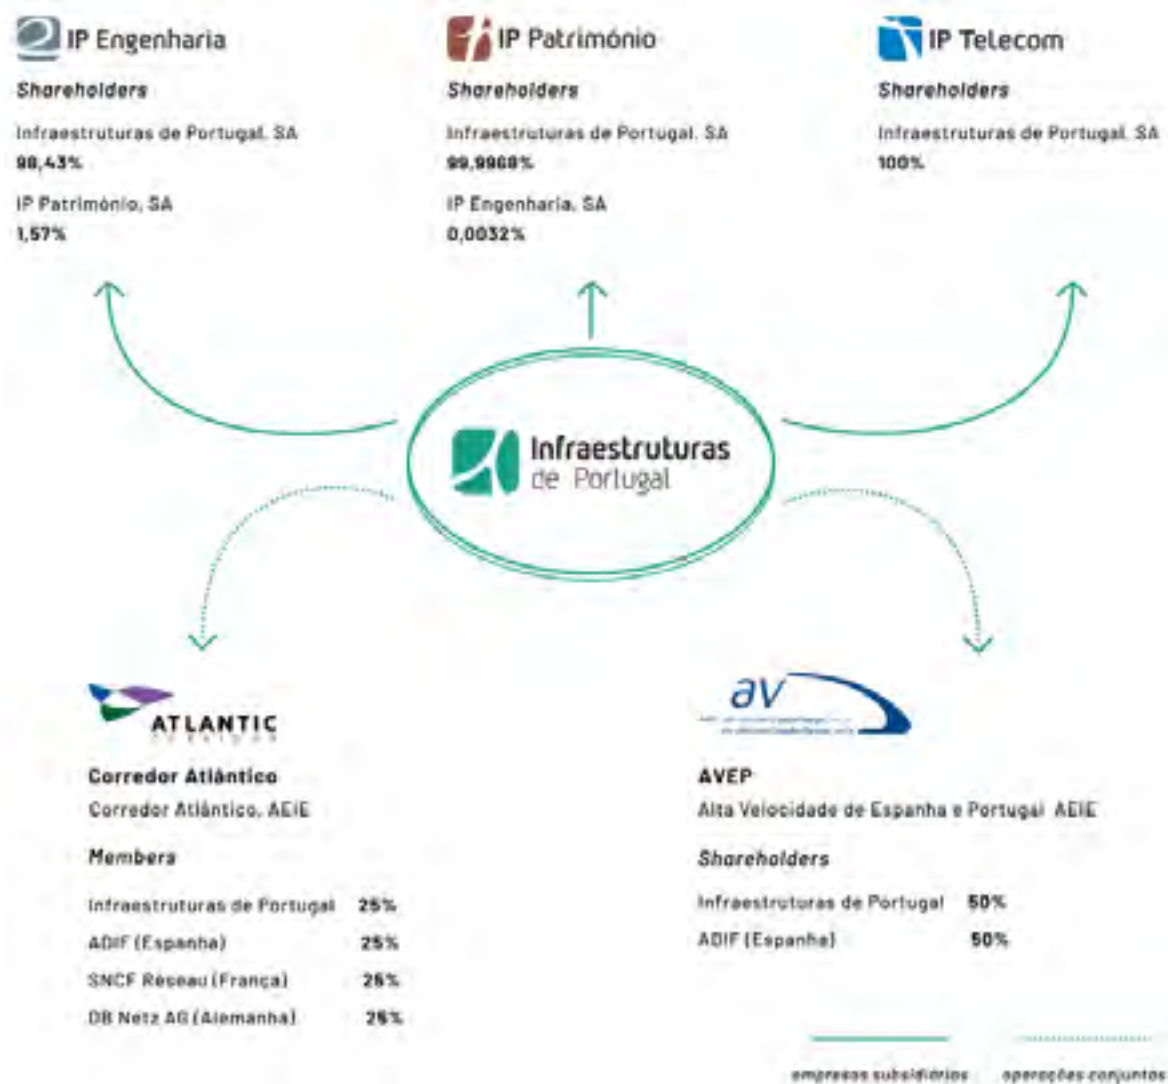 IP Engenharia
Shareholders
Infraestruturas de Portugal, SA
98,43%
IP Património, SA
1,57%
IP Património
Shareholders
Infraestruturas de Portugal, SA
99,9968%
IP Engenharia, SA
0,0032%
IP Telecom
Shareholders
Infraestruturas de Portugal, SA
100%
Infraestruturas
de Portugal
ATLANTIC
Corredor Atlântico
Corredor Atlântico, AEIE
Members
Infraestruturas de Portugal 25%
ADIF (Espanha) 25%
SNCF Réseau (França) 25%
DB Netz AG (Alemanha) 25%
av
AVEP
Alta Velocidade de Espanha e Portugal AEIE
Shareholders
Infraestruturas de Portugal 50%
ADIF (Espanha) 50%
empresas subsidiárias
operações conjuntas